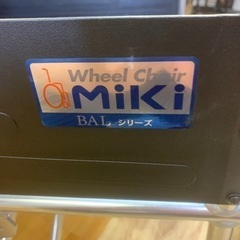 Wheel Chair
MiKi
BAL シリーズ